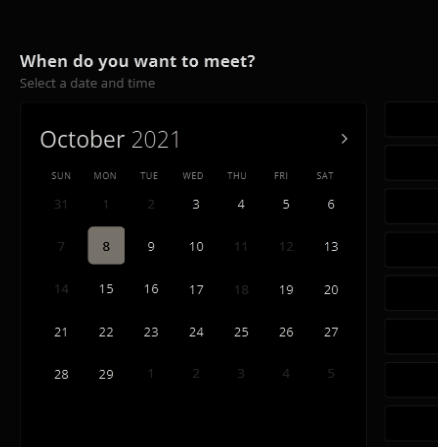 When do you want to meet?
Select a date and time
October 2021
SUN MON TUE WED THU FRI SAT
31 1 2 3 4 5 6
7 8 9 10 11 12 13
14 15 16 17 18 19 20
21 22 23 24 25 26 27
28 29 1 2 3 4 5